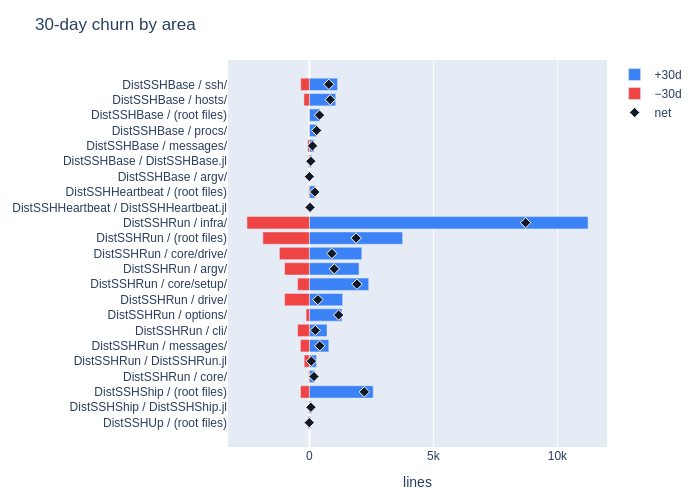 30-day churn by area
DistSSHBase / ssh/
DistSSHBase / hosts/
DistSSHBase / (root files)
DistSSHBase / procs/
DistSSHBase / messages/
DistSSHBase / DistSSHBase.jl
DistSSHBase / argv/
DistSSHHeartbeat / (root files)
DistSSHHeartbeat / DistSSHHeartbeat.jl
DistSSHRun / infra/
DistSSHRun / (root files)
DistSSHRun / core/drive/
DistSSHRun / argv/
DistSSHRun / core/setup/
DistSSHRun / drive/
DistSSHRun / options/
DistSSHRun / cli/
DistSSHRun / messages/
DistSSHRun / DistSSHRun.jl
DistSSHRun / core/
DistSSHShip / (root files)
DistSSHShip / DistSSHShip.jl
DistSSHUp / (root files)
0 5k 10k
lines
+30d
−30d
net